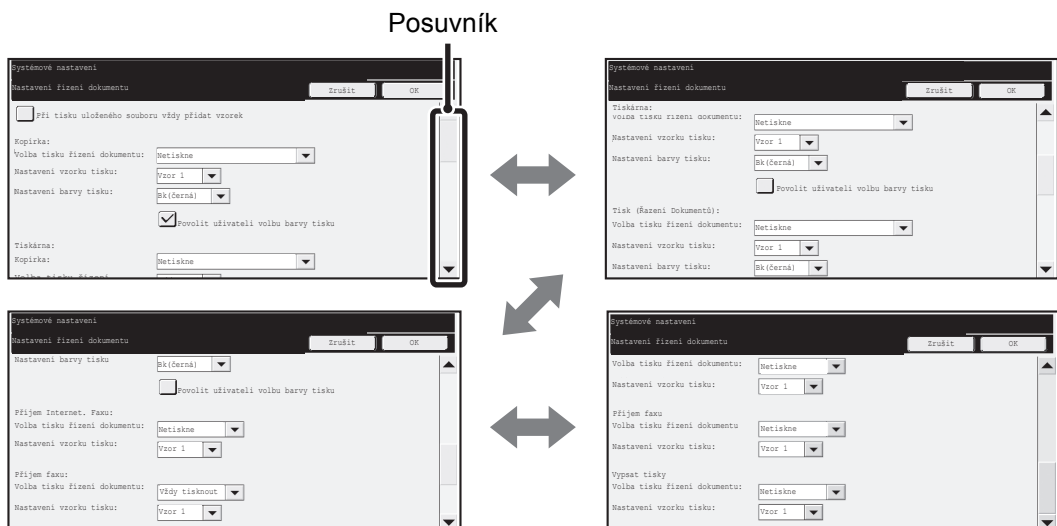 Posuvník
Systémové nastavení
Nastavení řízení dokumentu
Zrušit
OK
Při tisku uloženého souboru vždy přidat vzorek
Kopírka:
Volba tisku řízení dokumentu: Netiskne
Nastavení vzorku tisku: Vzor 1
Nastavení barvy tisku: Bk(černá)
Povolit uživateli volbu barvy tisku
Tiskárna:
Kopírka: Netiskne
Volba tisku řízení
Systémové nastavení
Nastavení řízení dokumentu
Zrušit
OK
Tiskárna:
Volba tisku řízení dokumentu: Netiskne
Nastavení vzorku tisku: Vzor 1
Nastavení barvy tisku: Bk(černá)
Povolit uživateli volbu barvy tisku
Tisk (Řazení Dokumentů):
Volba tisku řízení dokumentu: Netiskne
Nastavení vzorku tisku: Vzor 1
Nastavení barvy tisku: Bk(černá)
Systémové nastavení
Nastavení řízení dokumentu
Zrušit
OK
Nastavení barvy tisku Bk(černá)
Povolit uživateli volbu barvy tisku
Příjem Internet. Faxu:
Volba tisku řízení dokumentu: Netiskne
Nastavení vzorku tisku: Vzor 1
Příjem faxu:
Volba tisku řízení dokumentu: Vždy tisknout
Nastavení vzorku tisku: Vzor 1
Systémové nastavení
Nastavení řízení dokumentu
Zrušit
OK
Volba tisku řízení dokumentu: Netiskne
Nastavení vzorku tisku: Vzor 1
Příjem faxu
Volba tisku řízení dokumentu Netiskne
Nastavení vzorku tisku: Vzor 1
Vypsat tisky
Volba tisku řízení dokumentu: Netiskne
Nastavení vzorku tisku: Vzor 1